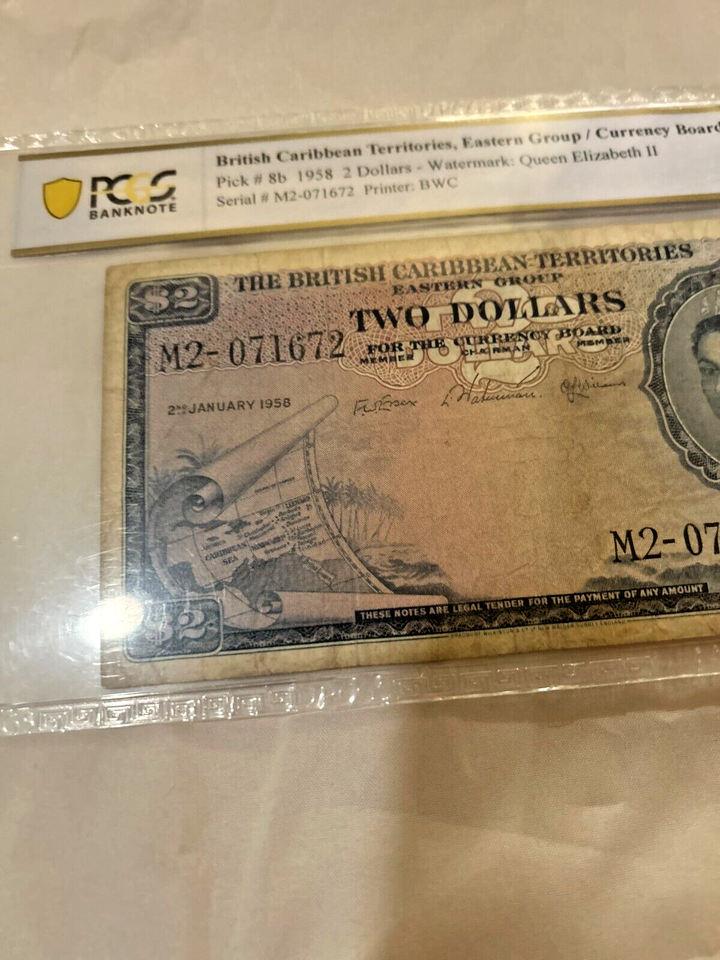 British Caribbean Territories, Eastern Group / Currency Board
Pick # 8b 1958 2 Dollars - Watermark: Queen Elizabeth II
Serial # M2-071672 Printer: BWC
PCGS
BANKNOTE
$2
THE BRITISH CARIBBEAN TERRITORIES
EASTERN GROUP
TWO DOLLARS
M2-071672
FOR THE CURRENCY BOARD
MEMBER CHAIRMAN MEMBER
2ND JANUARY 1958
CARIBBEAN
SEA
M2-07
THESE NOTES ARE LEGAL TENDER FOR THE PAYMENT OF ANY AMOUNT
$2